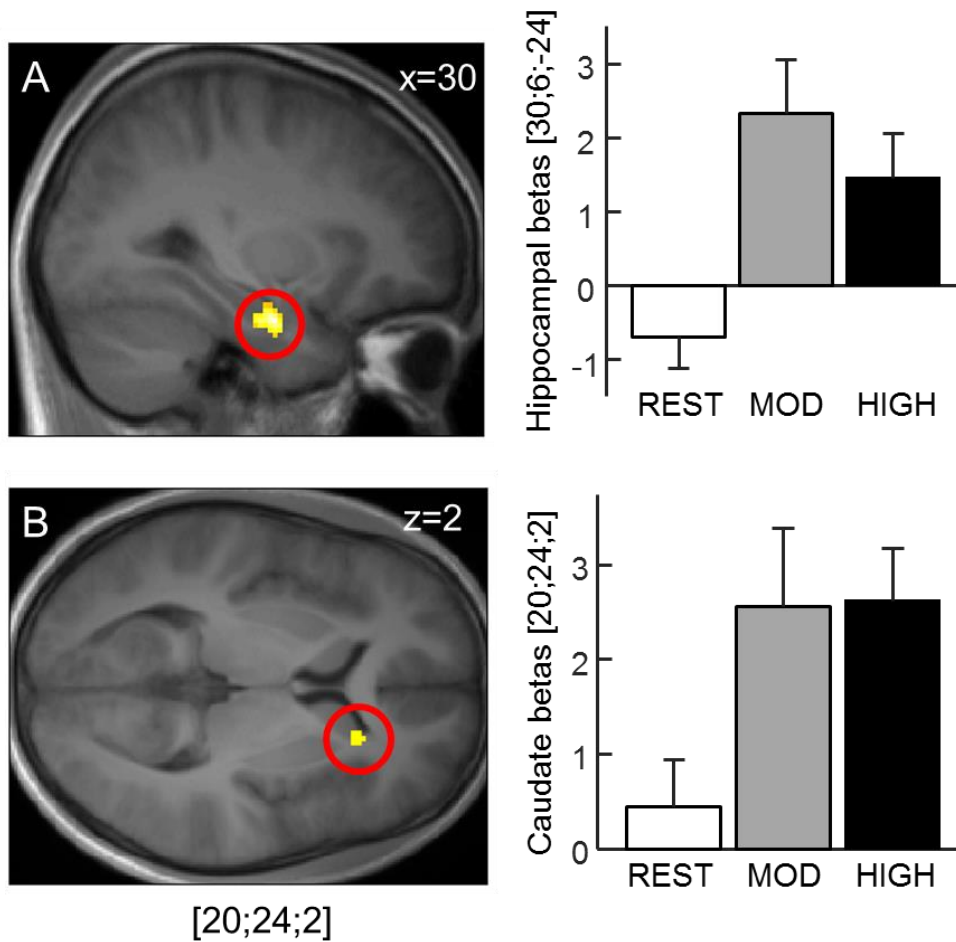 A
x=30
Hippocampal betas [30;6;-24]
3
2
1
0
-1
REST MOD HIGH
B
z=2
[20;24;2]
Caudate betas [20;24;2]
3
2
1
0
REST MOD HIGH